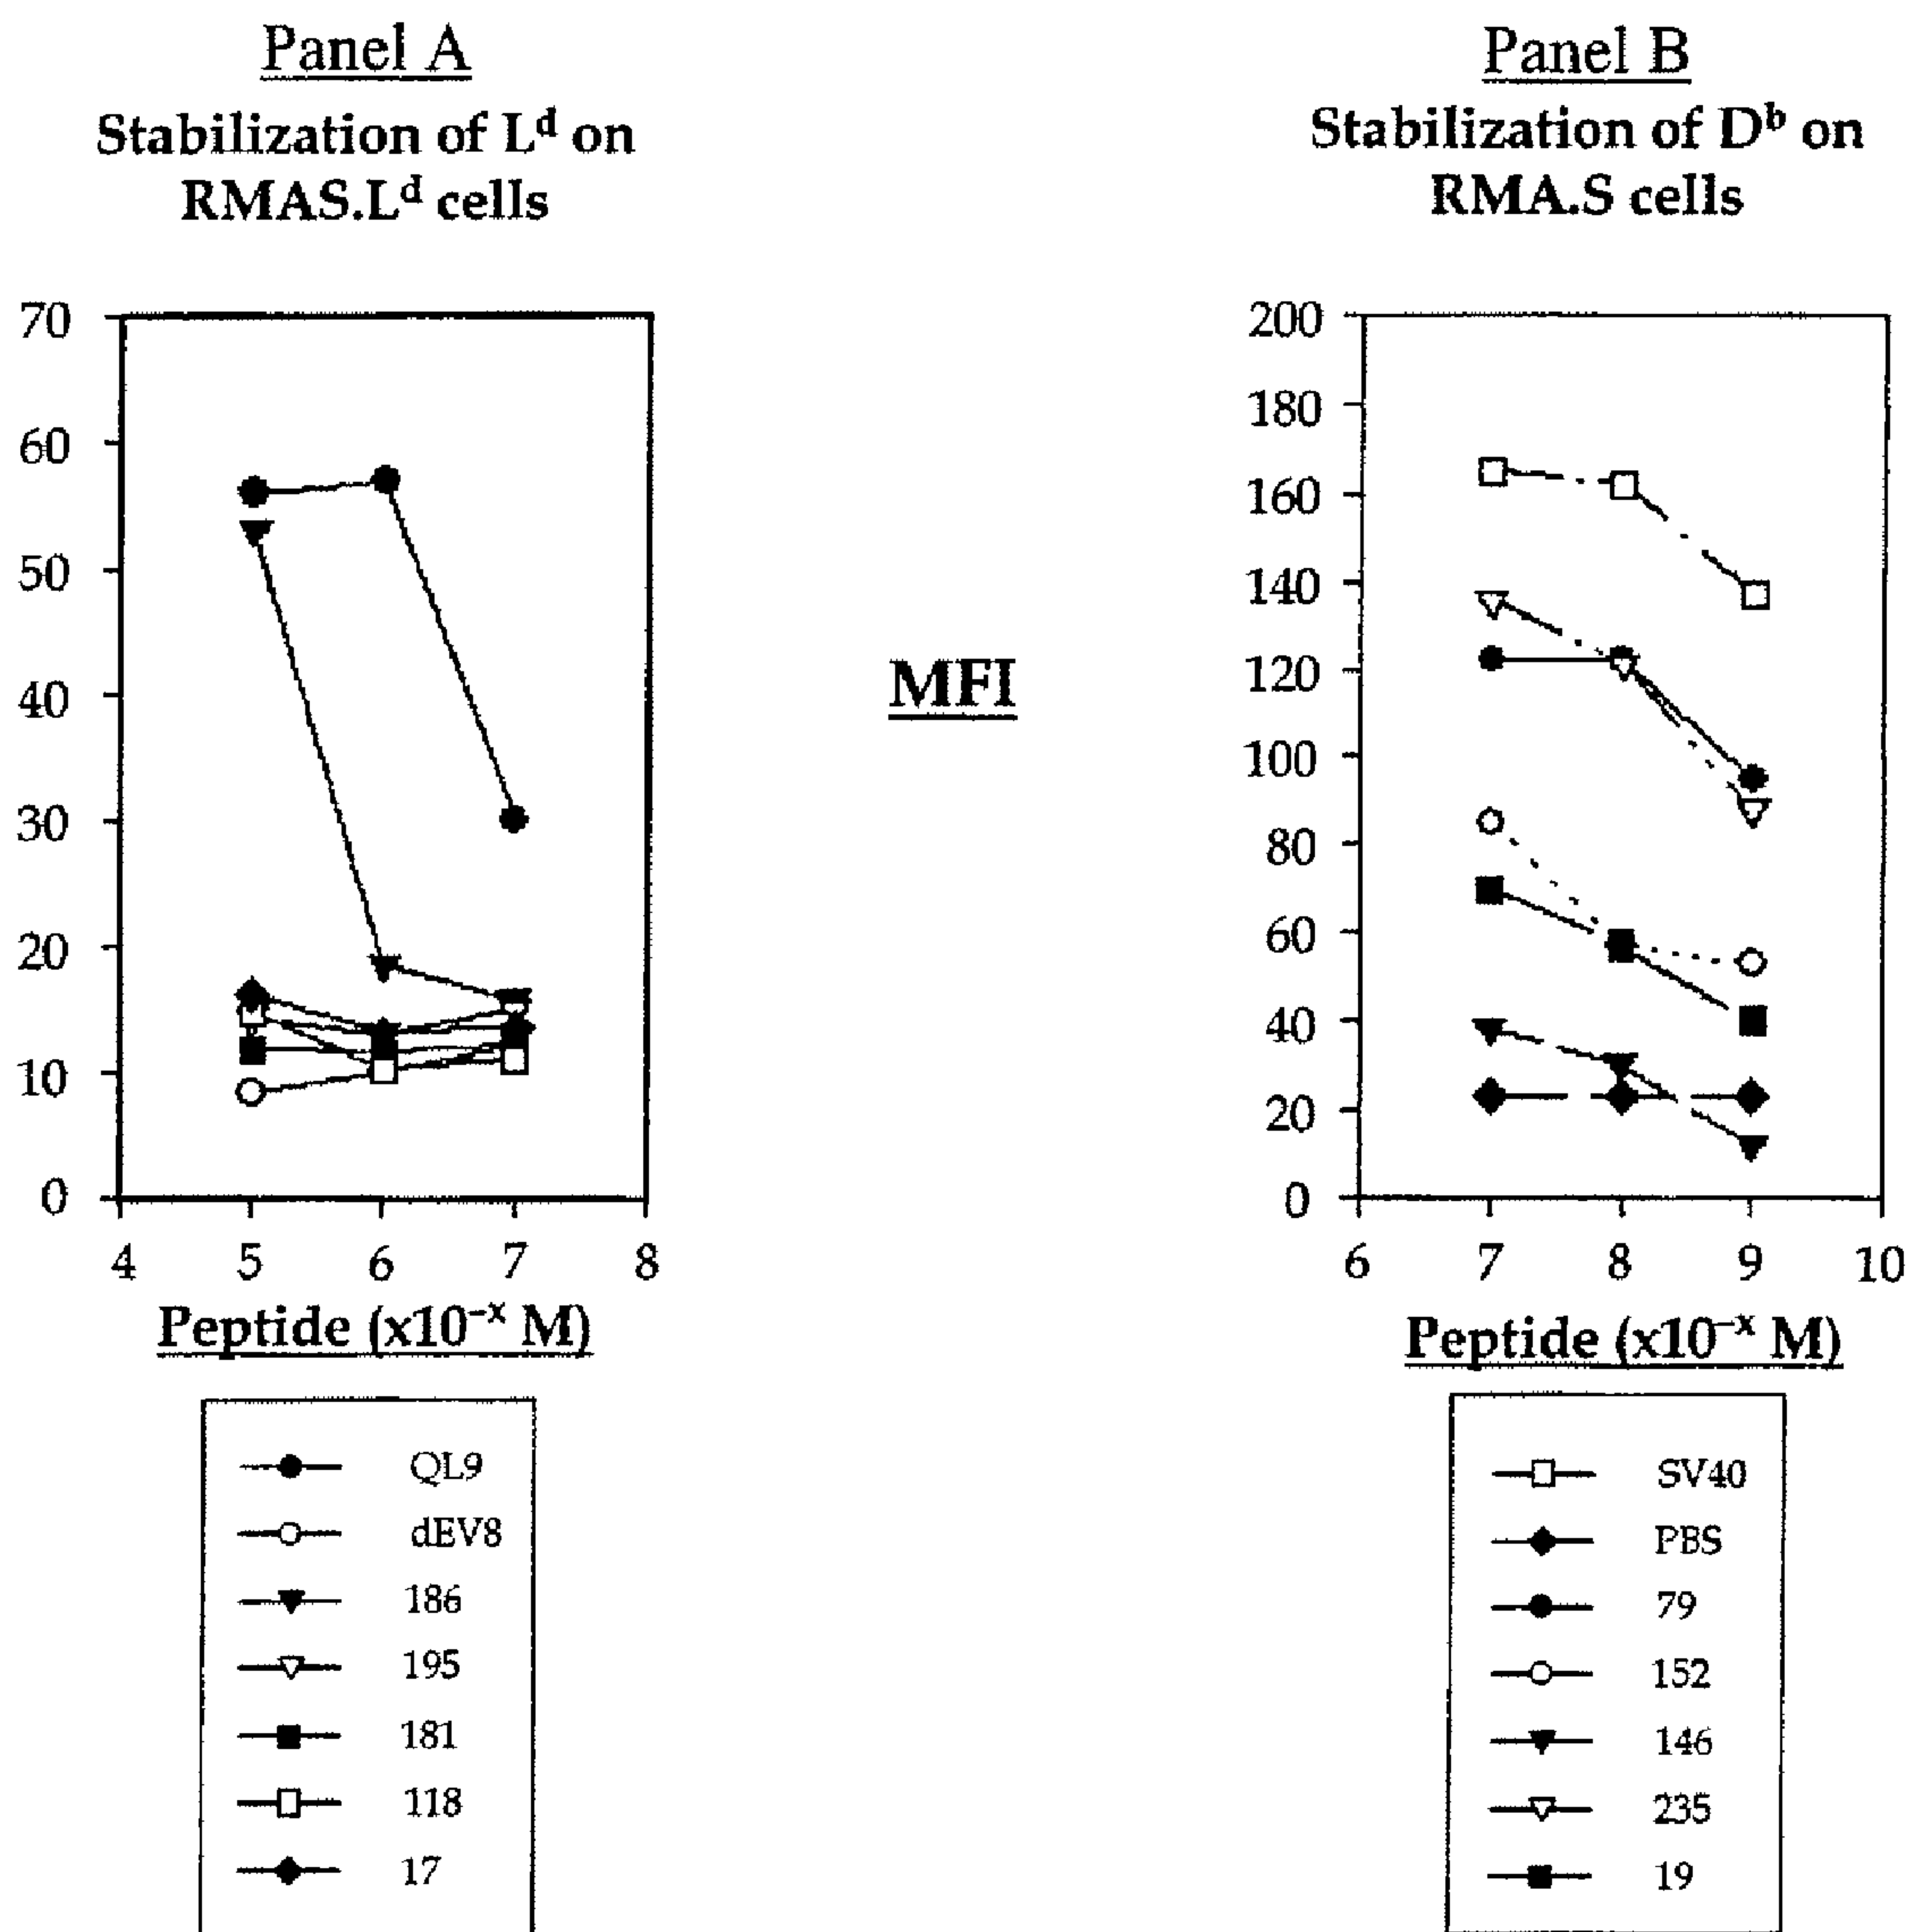 Panel A
Stabilization of Lᵈ on
RMAS.Lᵈ cells
70
60
50
40
30
20
10
0
4 5 6 7 8
Peptide (x10⁻ˣ M)
QL9
dEV8
186
195
181
118
17
MFI
Panel B
Stabilization of Dᵇ on
RMA.S cells
200
180
160
140
120
100
80
60
40
20
0
6 7 8 9 10
Peptide (x10⁻ˣ M)
SV40
PBS
79
152
146
235
19